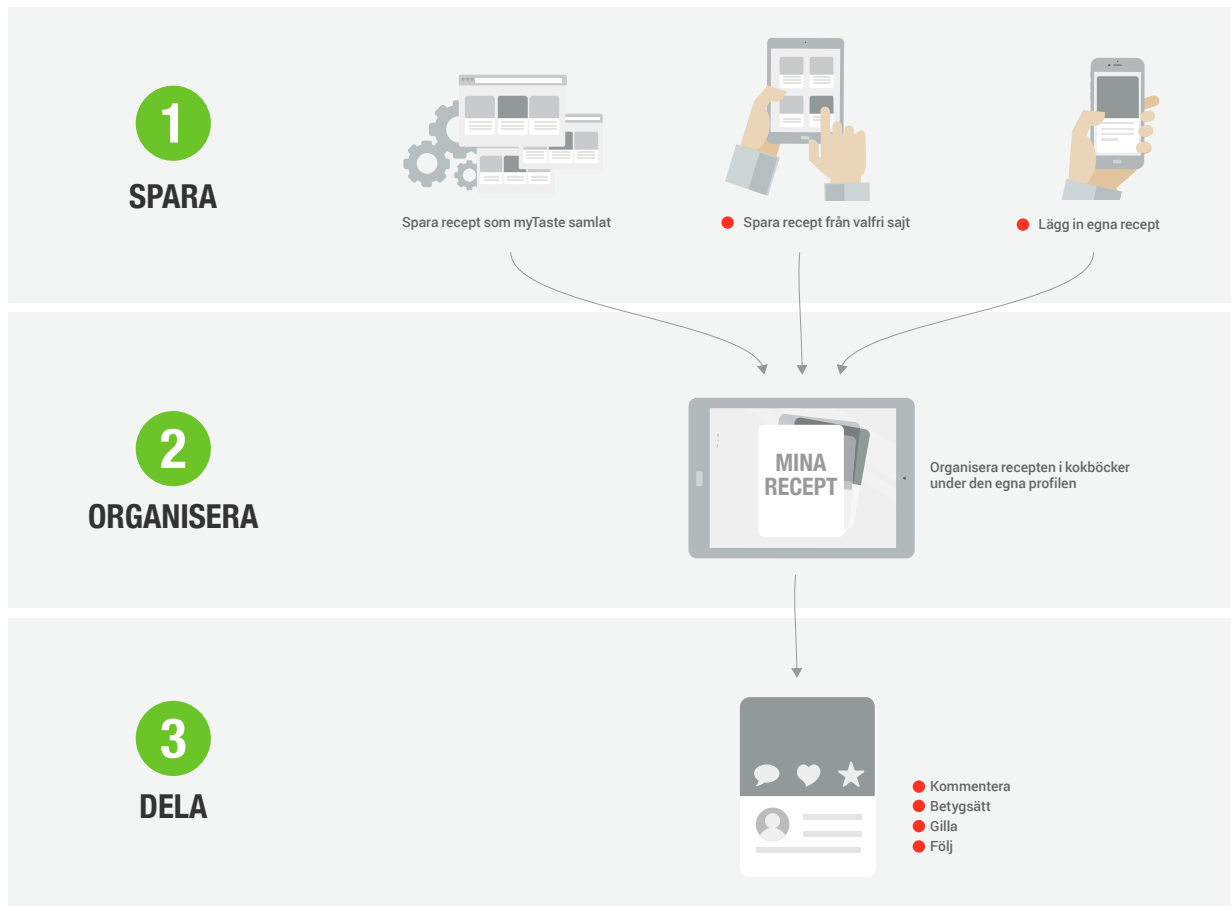 1
SPARA
Spara recept som myTaste samlat
Spara recept från valfri sajt
Lägg in egna recept
2
ORGANISERA
MINA
RECEPT
Organisera recepten i kokböcker
under den egna profilen
3
DELA
Kommentera
Betygsätt
Gilla
Följ